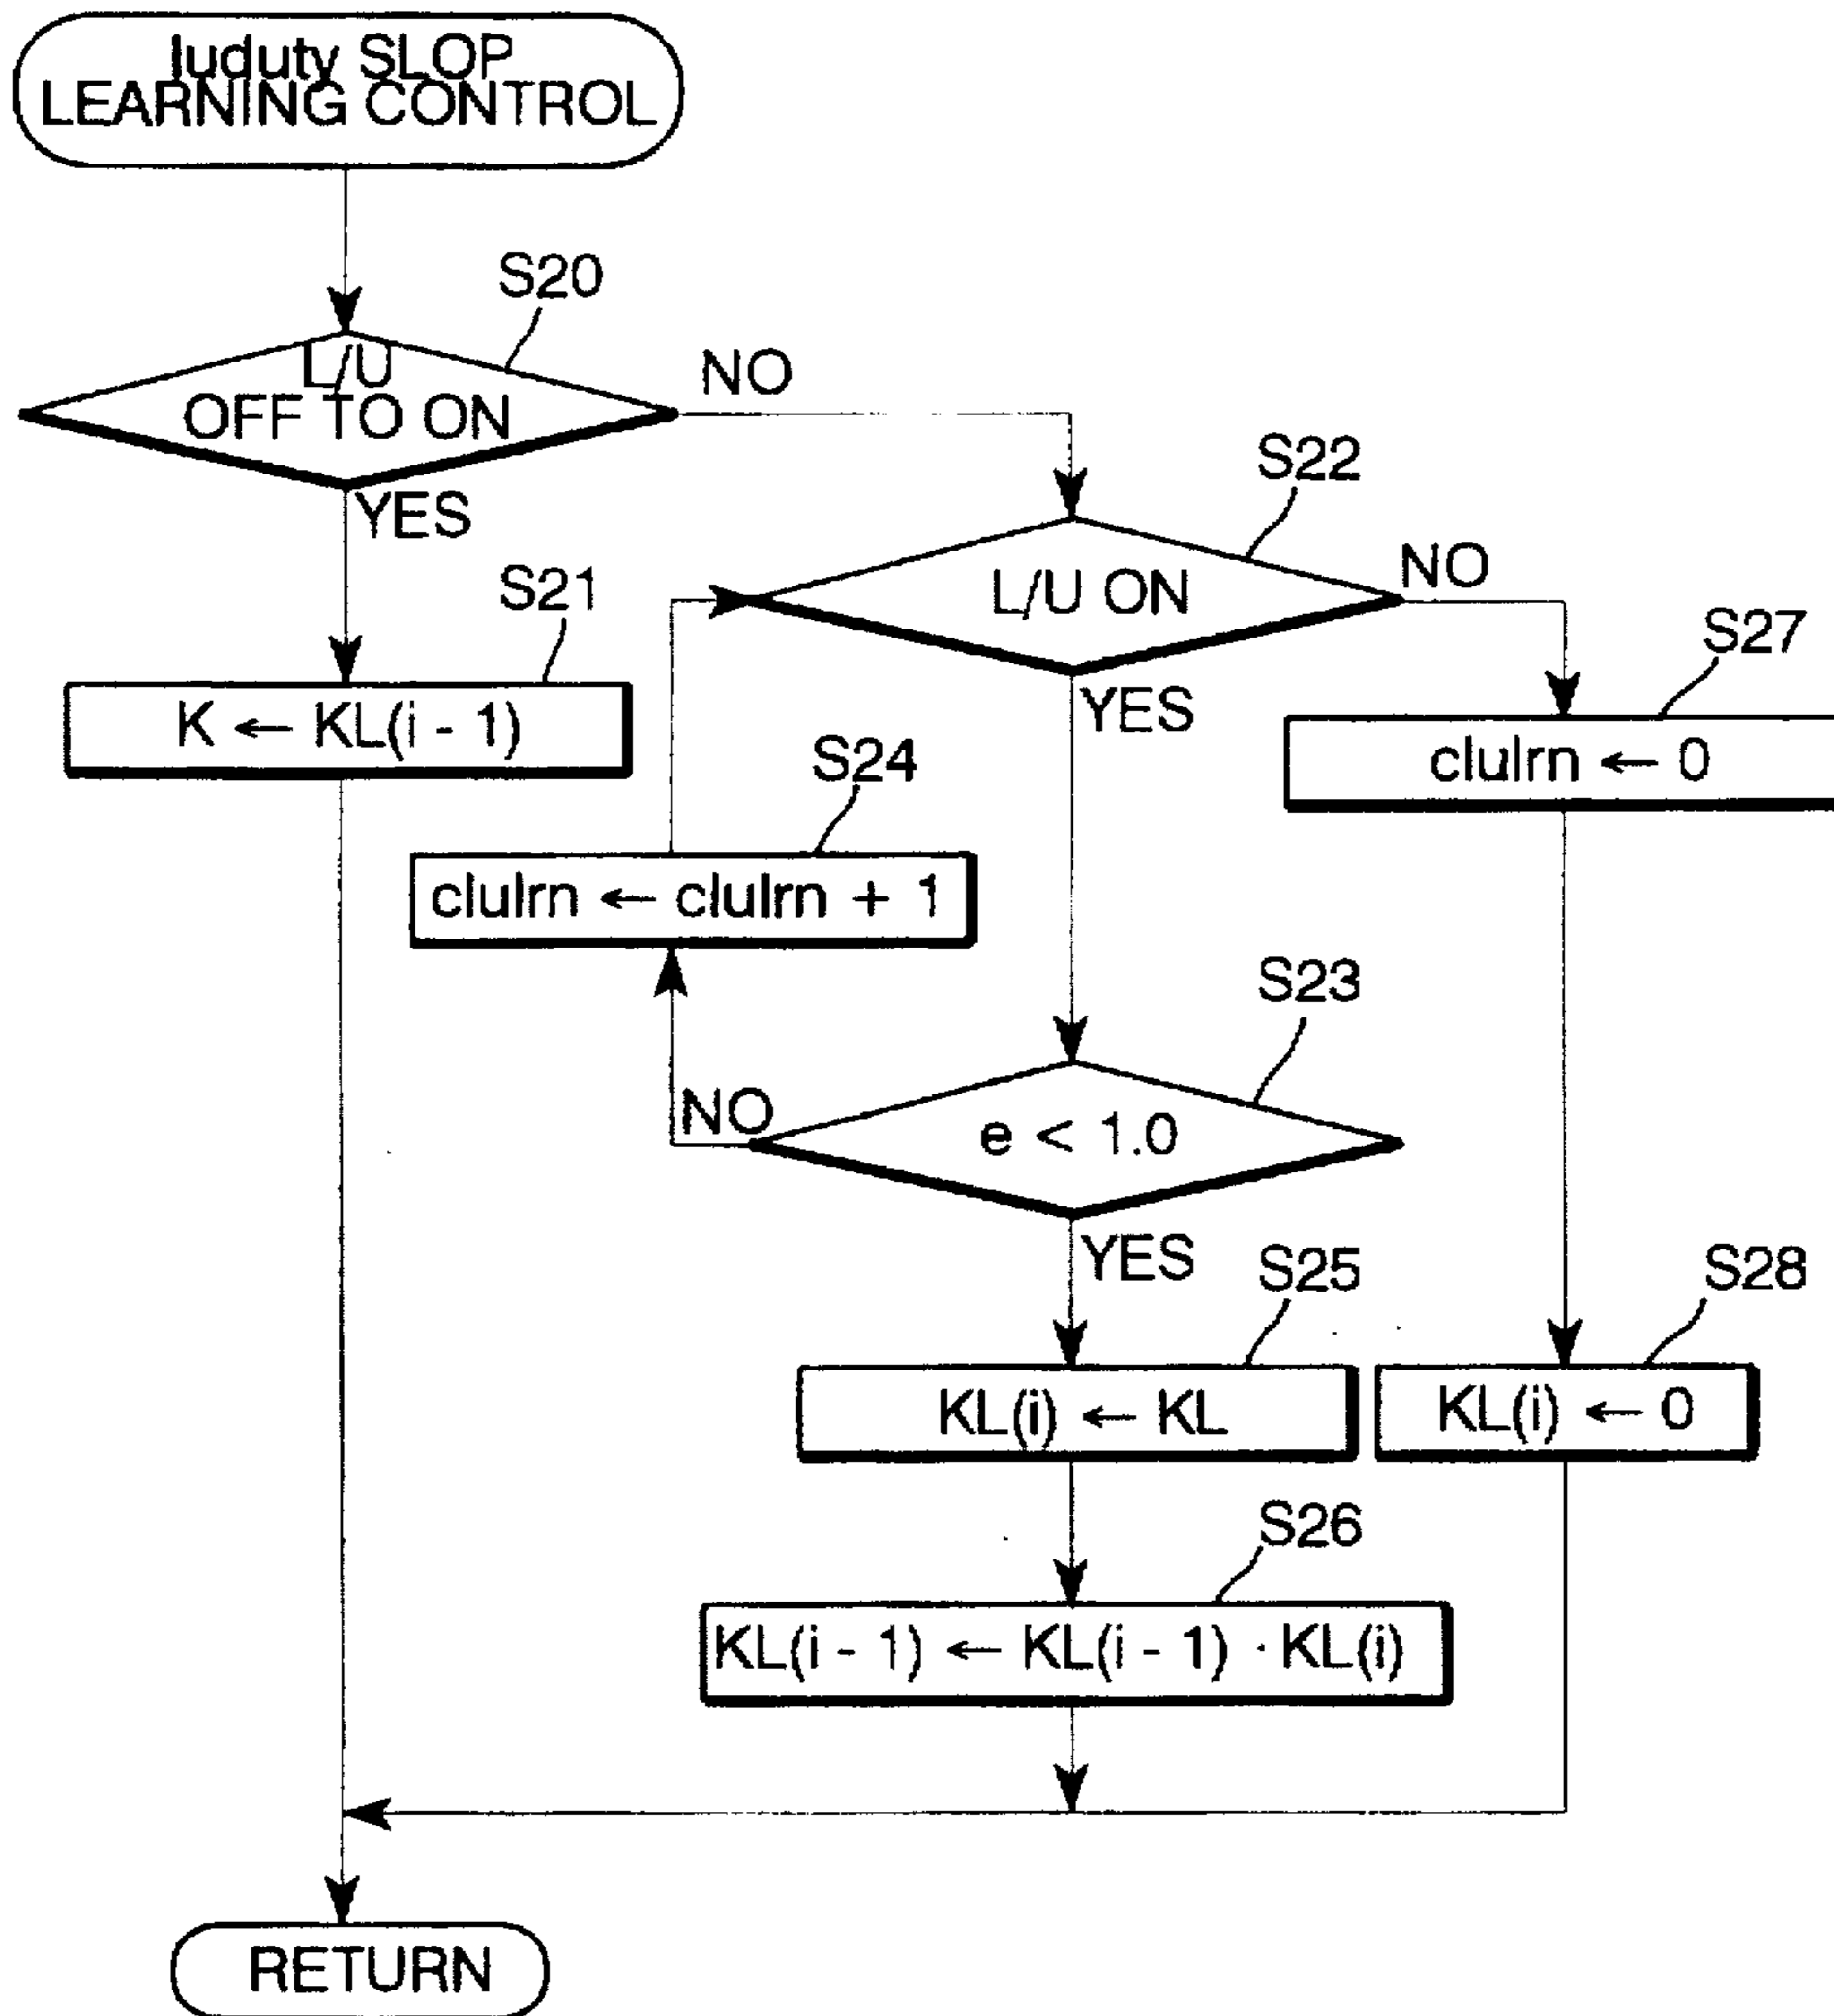 luduty SLOP
LEARNING CONTROL
S20
L/U
OFF TO ON
NO
YES
S22
L/U ON
NO
YES
S21
K ← KL(i - 1)
S27
clulrn ← 0
S24
clulrn ← clulrn + 1
S23
e < 1.0
NO
YES
S25
KL(i) ← KL
S28
KL(i) ← 0
S26
KL(i - 1) ← KL(i - 1) · KL(i)
RETURN